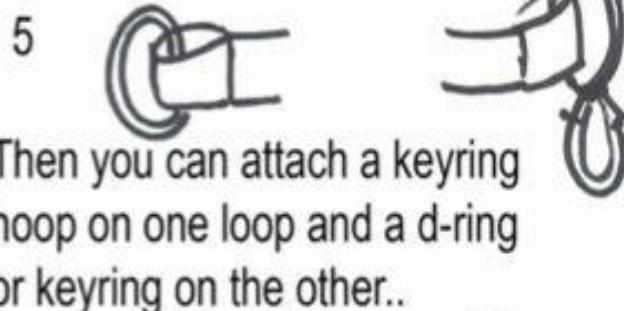 5
Then you can attach a keyring
hoop on one loop and a d-ring
or keyring on the other..